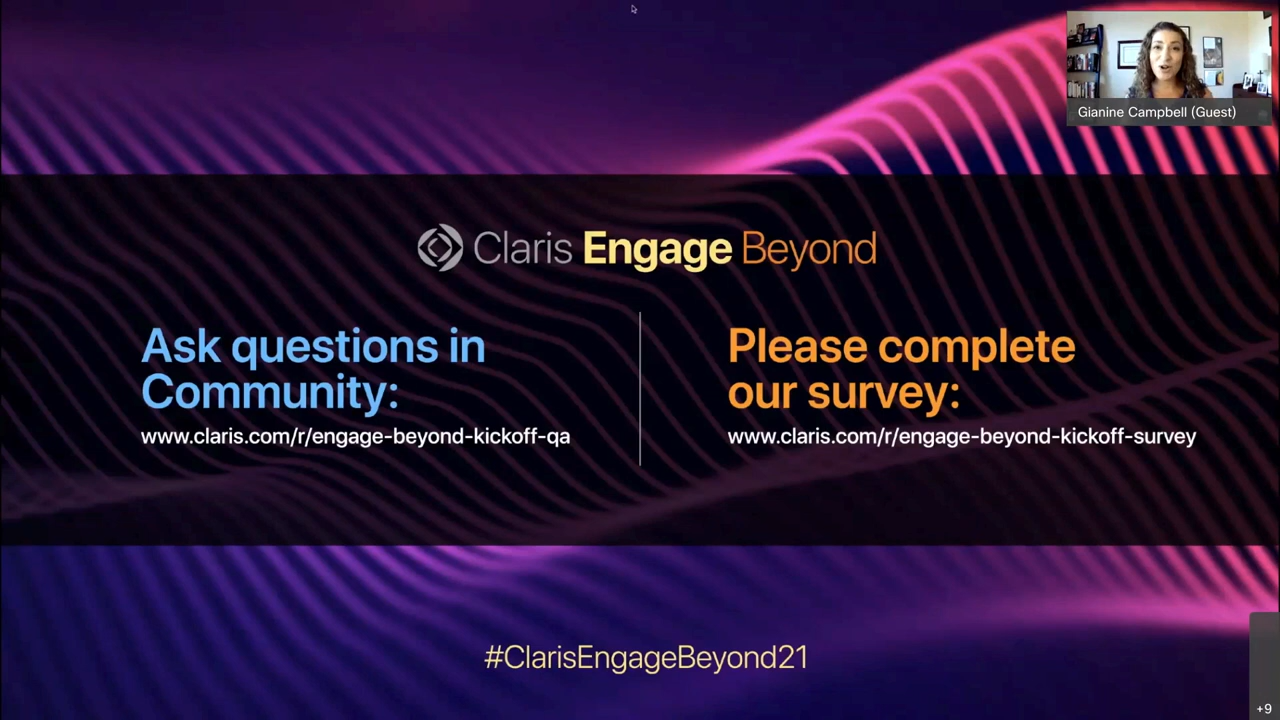 Gianine Campbell (Guest)
Claris Engage Beyond
Ask questions in
Community:
www.claris.com/r/engage-beyond-kickoff-qa
Please complete
our survey:
www.claris.com/r/engage-beyond-kickoff-survey
#ClarisEngageBeyond21
+9